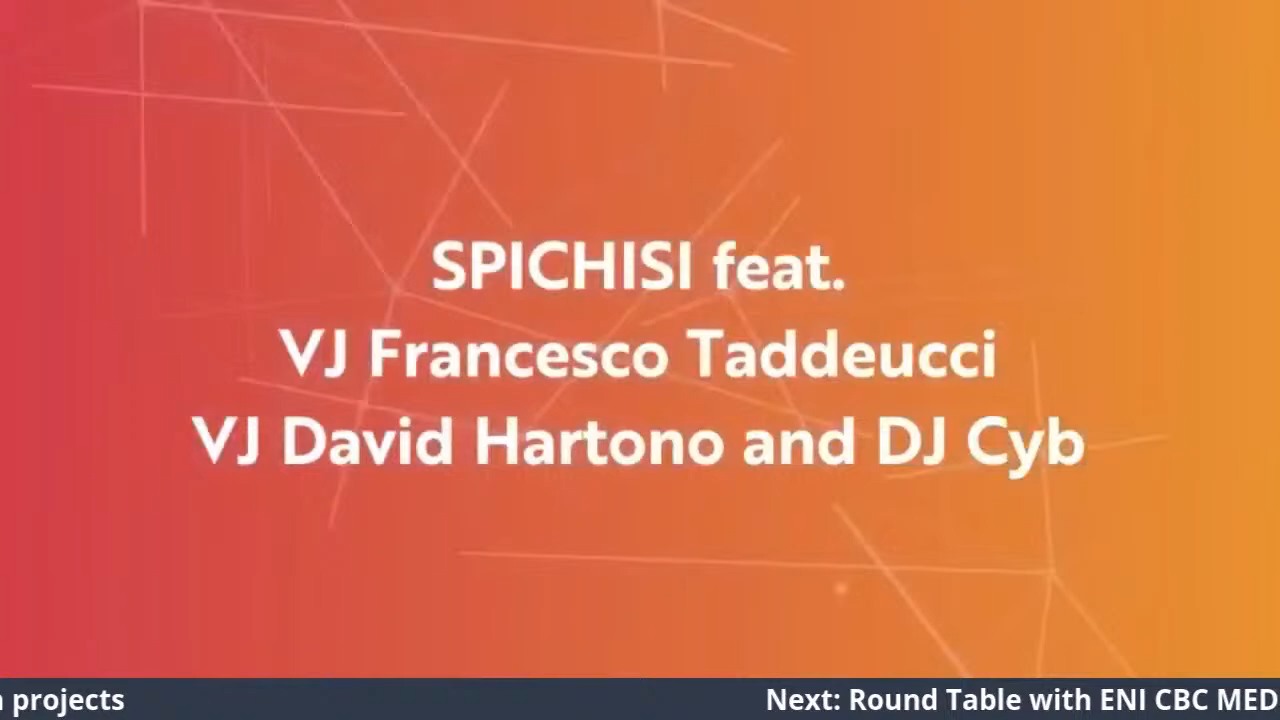 SPICHISI feat.
VJ Francesco Taddeucci
VJ David Hartono and DJ Cyb
projects
Next: Round Table with ENI CBC MED